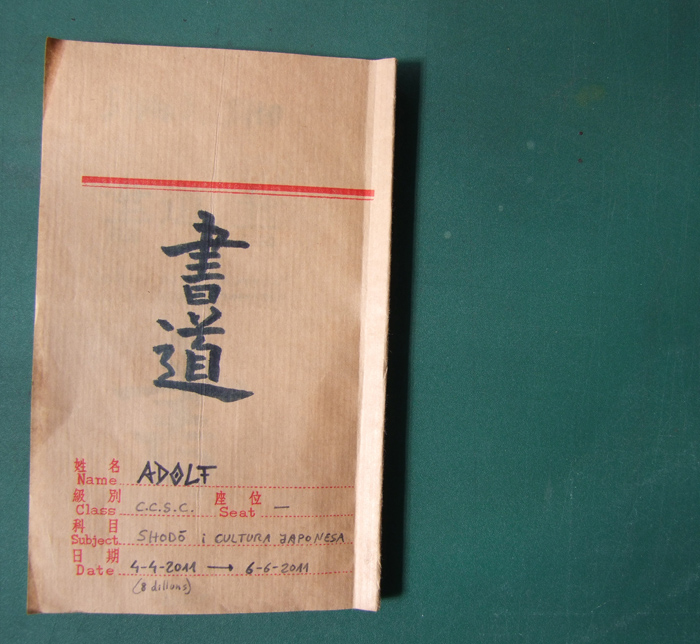 書道
姓 名
Name ADOLF
級 別 座 位
Class C.C.S.C. Seat —
科 目
Subject SHODŌ i CULTURA JAPONESA
日 期
Date 4-4-2011 → 6-6-2011
(8 dilluns)